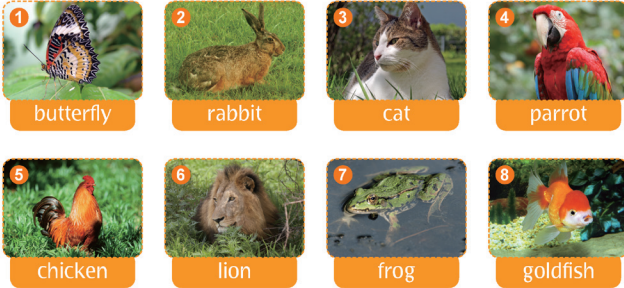 1
2
3
4
butterfly
rabbit
cat
parrot
5
6
7
8
chicken
lion
frog
goldfish